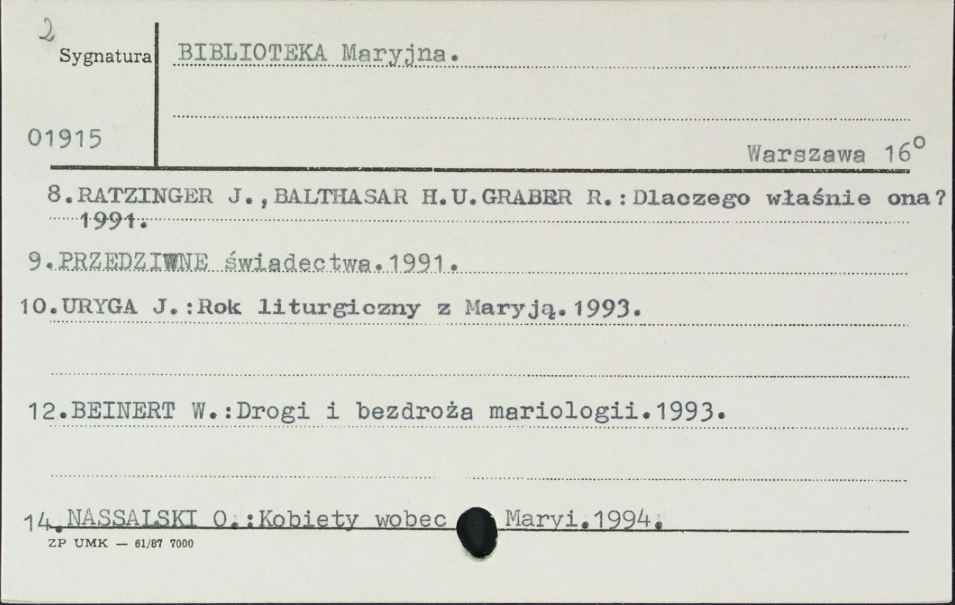 2
Sygnatura
BIBLIOTEKA Maryjna.
01915
Warszawa 16°
8.RATZINGER J.,BALTHASAR H.U.GRABER R.:Dlaczego właśnie ona?
1991.
9.PRZEDZIWNE świadectwa.1991.
10.URYGA J.:Rok liturgiczny z Maryją.1993.
12.BEINERT W.:Drogi i bezdroża mariologii.1993.
14.NASSALSKI O.:Kobiety wobec Maryi.1994.
ZP UMK — 61/87 7000